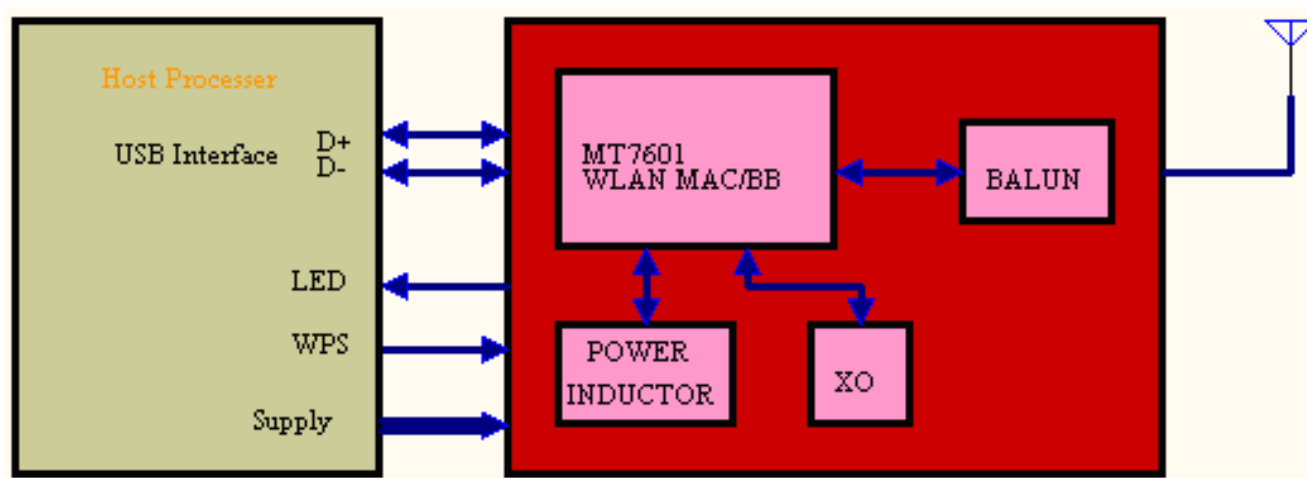 Host Processer
USB Interface
D+
D-
LED
WPS
Supply
MT7601
WLAN MAC/BB
BALUN
POWER
INDUCTOR
XO